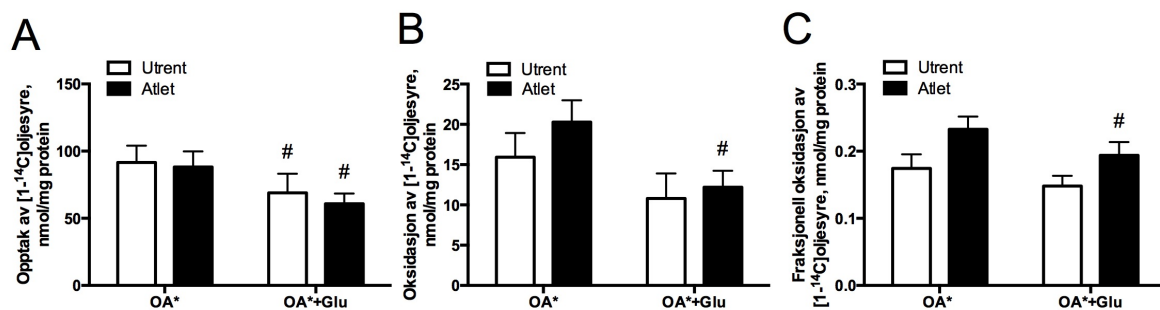 A
Utrent
Atlet
Opptak av [1-¹⁴C]oljesyre,
nmol/mg protein
150
100
50
0
#
#
OA*
OA*+Glu
B
Utrent
Atlet
Oksidasjon av [1-¹⁴C]oljesyre,
nmol/mg protein
25
20
15
10
5
0
#
OA*
OA*+Glu
C
Utrent
Atlet
Fraksjonell oksidasjon av
[1-¹⁴C]oljesyre, nmol/mg protein
0.3
0.2
0.1
0.0
#
OA*
OA*+Glu